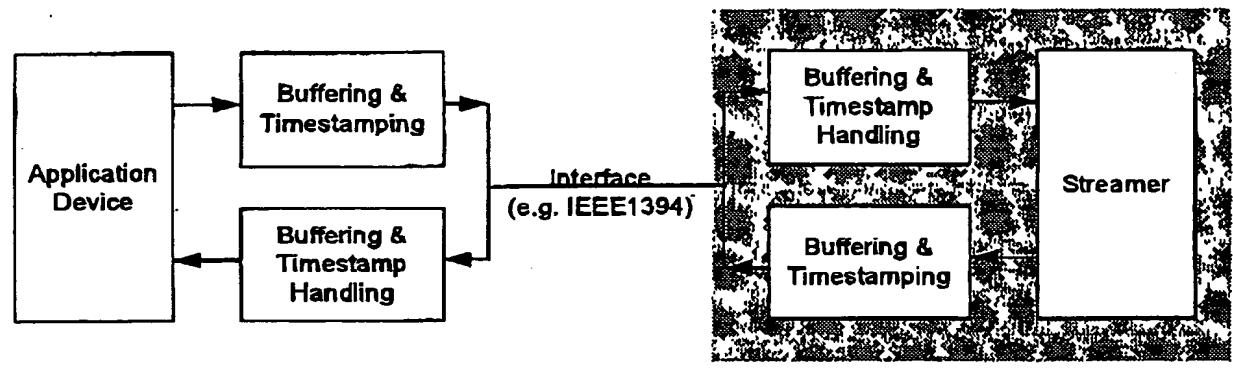 Buffering &
Timestamping
Application
Device
Buffering &
Timestamp
Handling
Interface
(e.g. IEEE1394)
Buffering &
Timestamp
Handling
Buffering &
Timestamping
Streamer